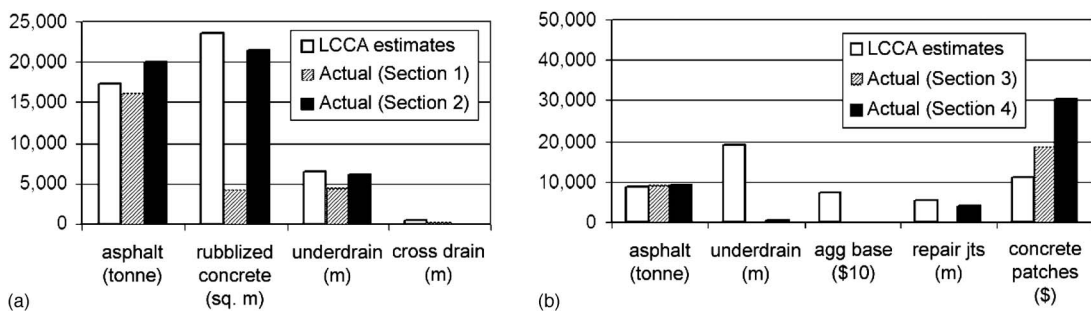 25,000
20,000
15,000
10,000
5,000
0
LCCA estimates
Actual (Section 1)
Actual (Section 2)
asphalt
(tonne)
rubblized
concrete
(sq. m)
underdrain
(m)
cross drain
(m)
(a)
50,000
40,000
30,000
20,000
10,000
0
LCCA estimates
Actual (Section 3)
Actual (Section 4)
asphalt
(tonne)
underdrain
(m)
agg base
($10)
repair jts
(m)
concrete
patches
($)
(b)